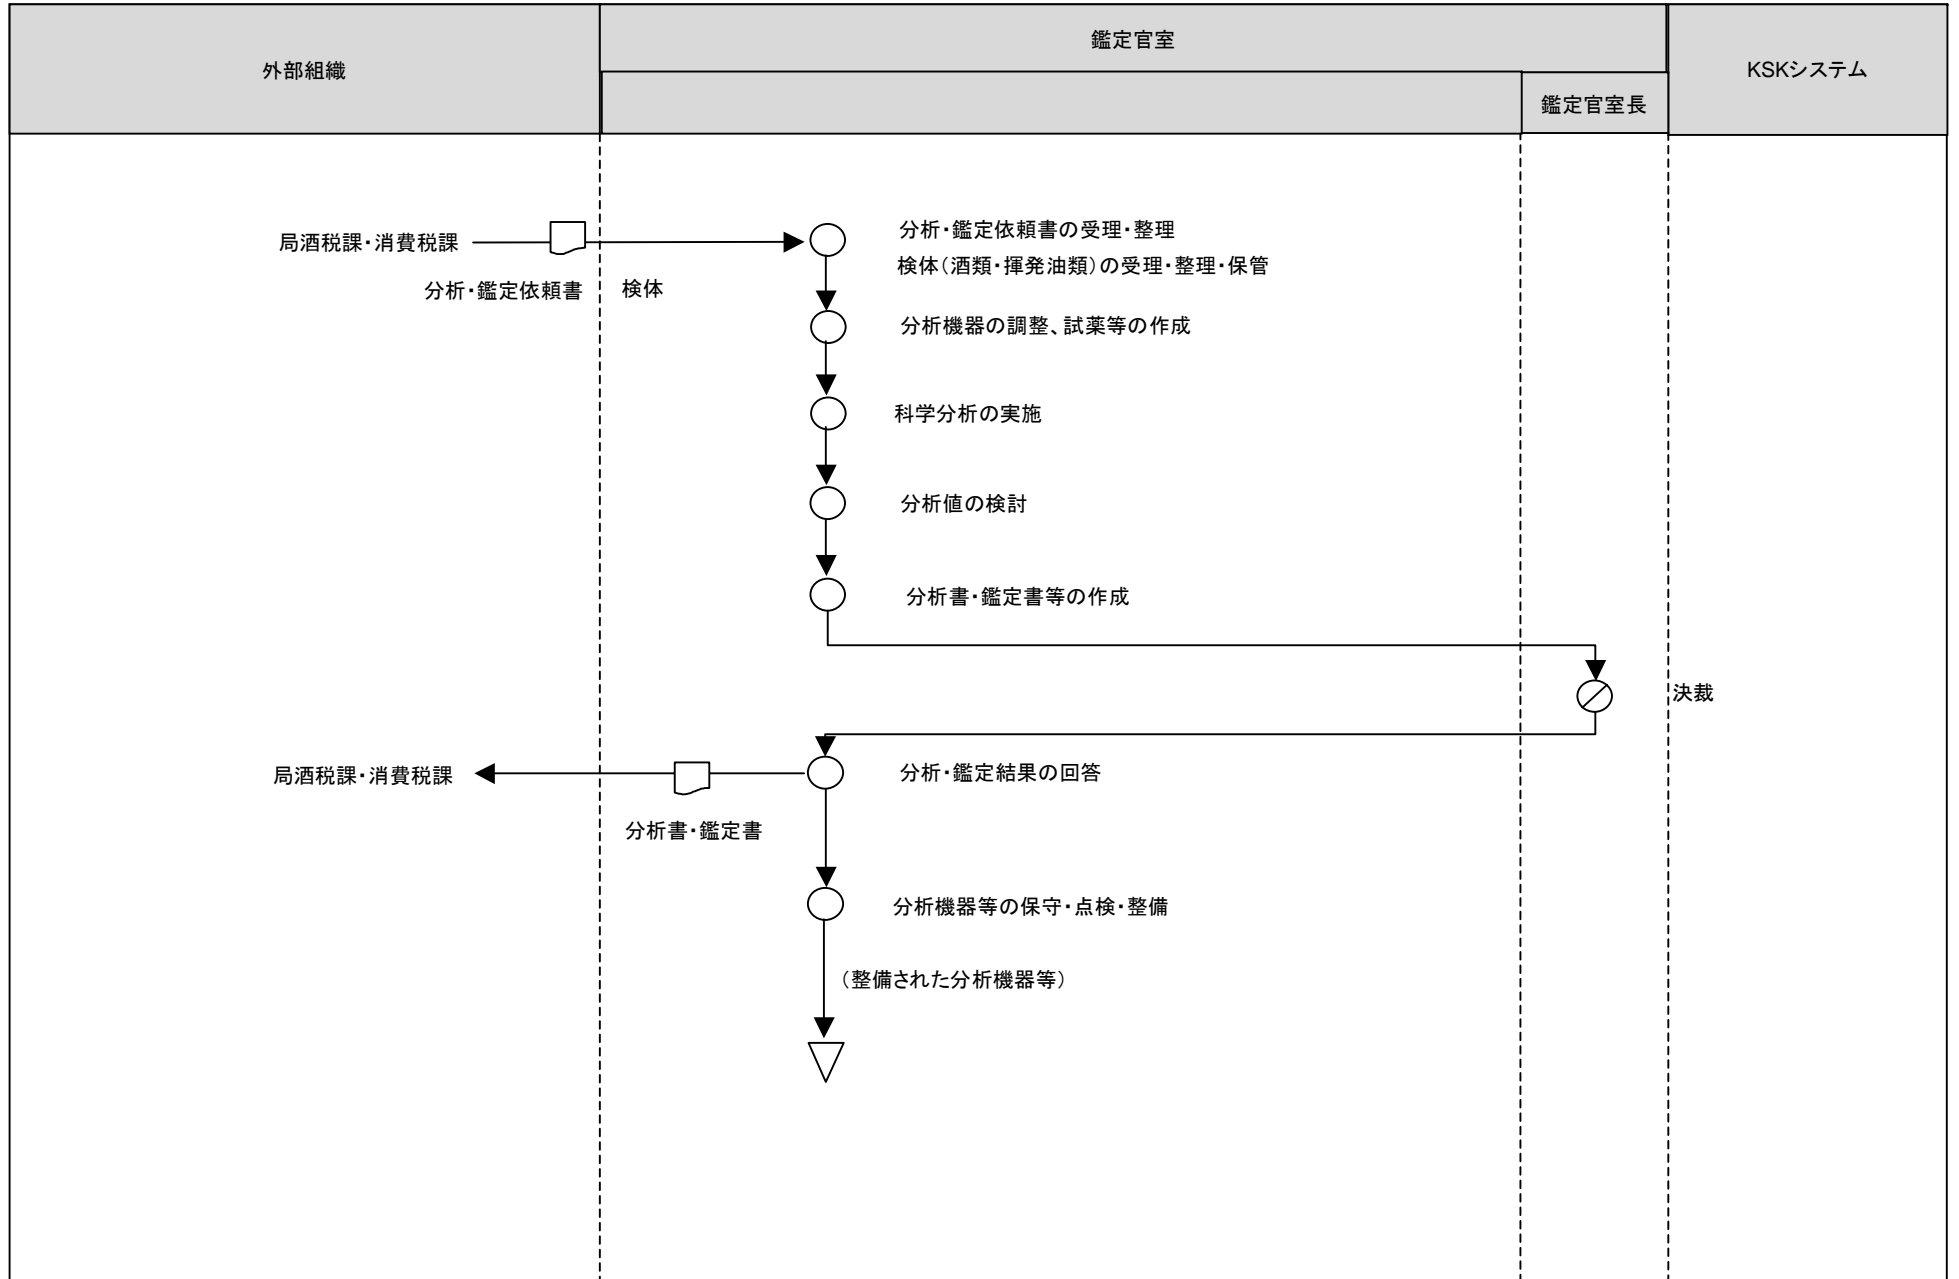 外部組織
鑑定官室
鑑定官室長
KSKシステム
局酒税課・消費税課
分析・鑑定依頼書
検体
分析・鑑定依頼書の受理・整理
検体(酒類・揮発油類)の受理・整理・保管
分析機器の調整、試薬等の作成
科学分析の実施
分析値の検討
分析書・鑑定書等の作成
決裁
局酒税課・消費税課
分析書・鑑定書
分析・鑑定結果の回答
分析機器等の保守・点検・整備
(整備された分析機器等)